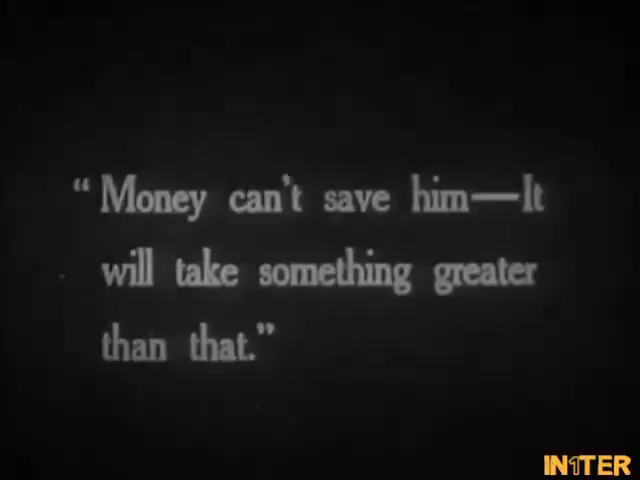 “Money can't save him—It
will take something greater
than that.”
IN1TER